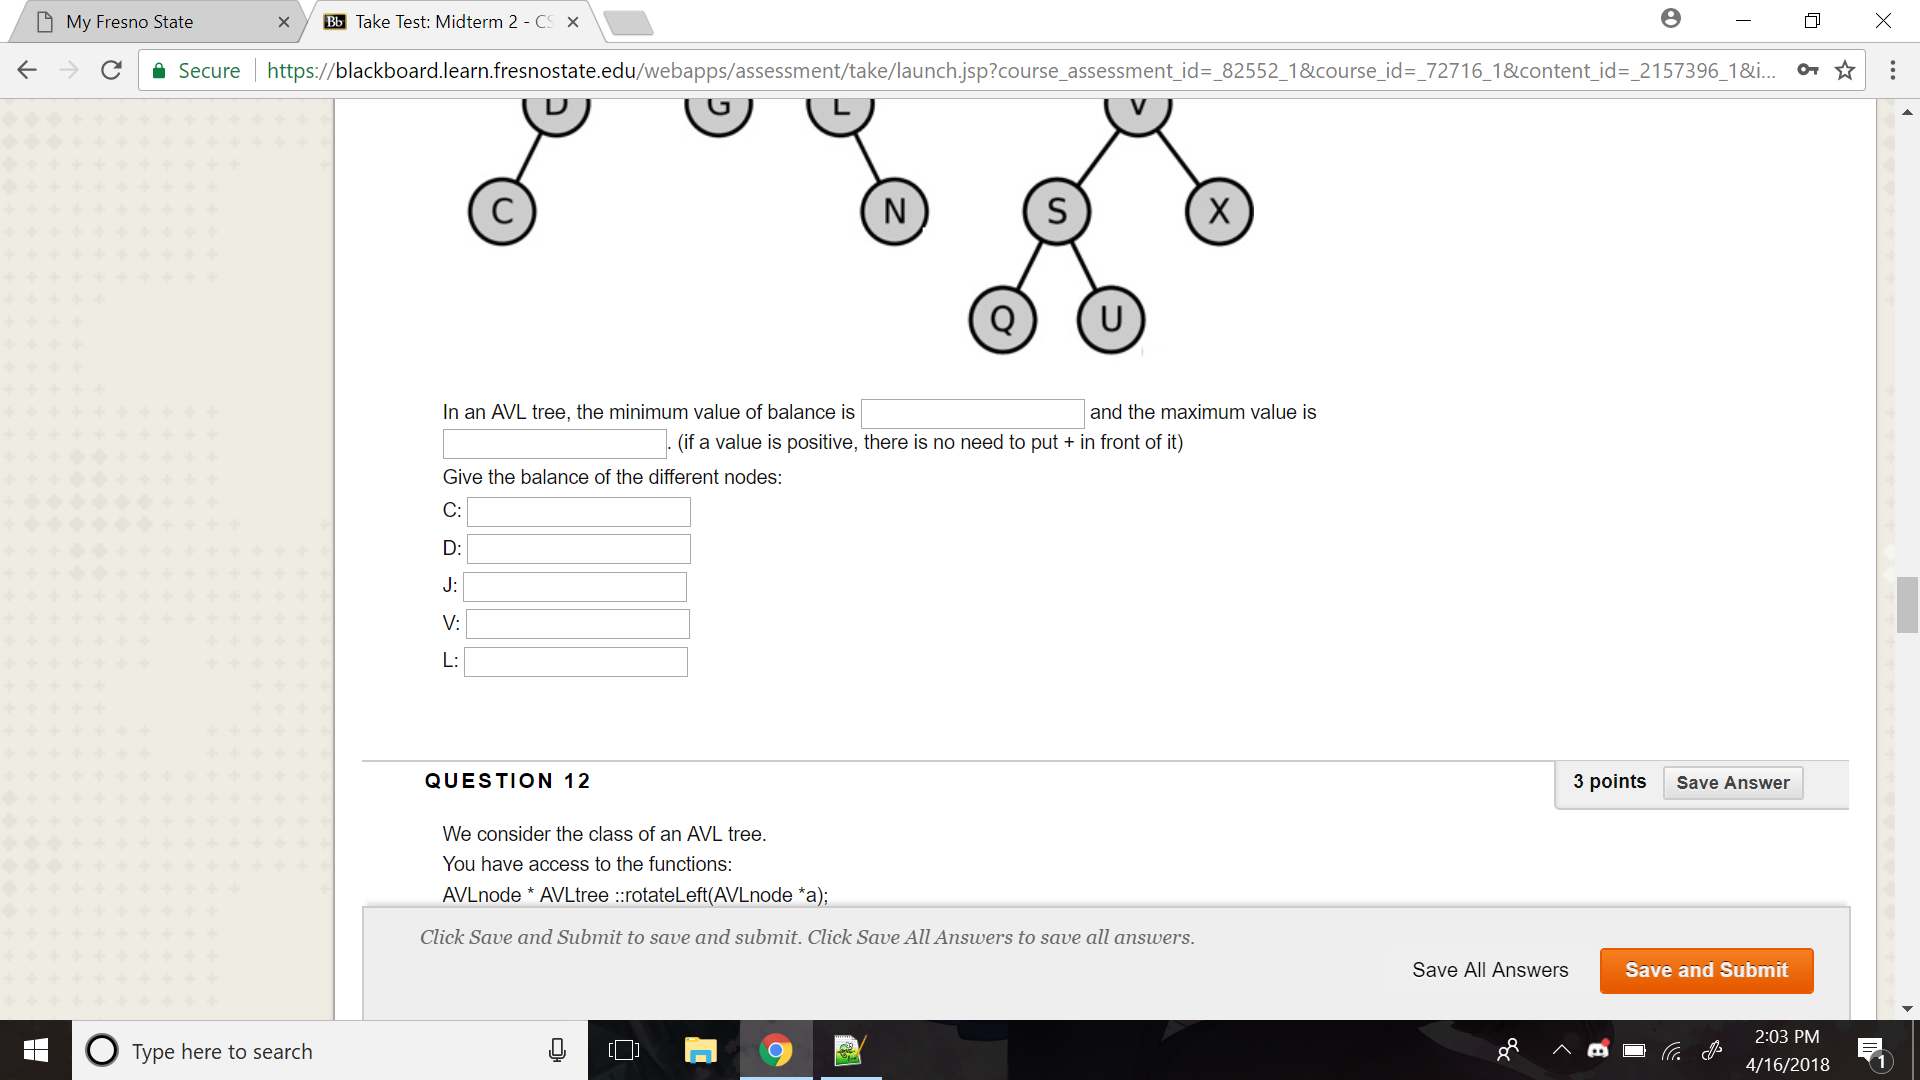 My Fresno State
Bb Take Test: Midterm 2 - CS
Secure https://blackboard.learn.fresnostate.edu/webapps/assessment/take/launch.jsp?course_assessment_id=_82552_1&course_id=_72716_1&content_id=_2157396_1&i...
D G L V
C N S X
Q U
In an AVL tree, the minimum value of balance is and the maximum value is
. (if a value is positive, there is no need to put + in front of it)
Give the balance of the different nodes:
C:
D:
J:
V:
L:
QUESTION 12
3 points Save Answer
We consider the class of an AVL tree.
You have access to the functions:
AVLnode * AVLtree ::rotateLeft(AVLnode *a);
Click Save and Submit to save and submit. Click Save All Answers to save all answers.
Save All Answers Save and Submit
Type here to search
2:03 PM
4/16/2018
1